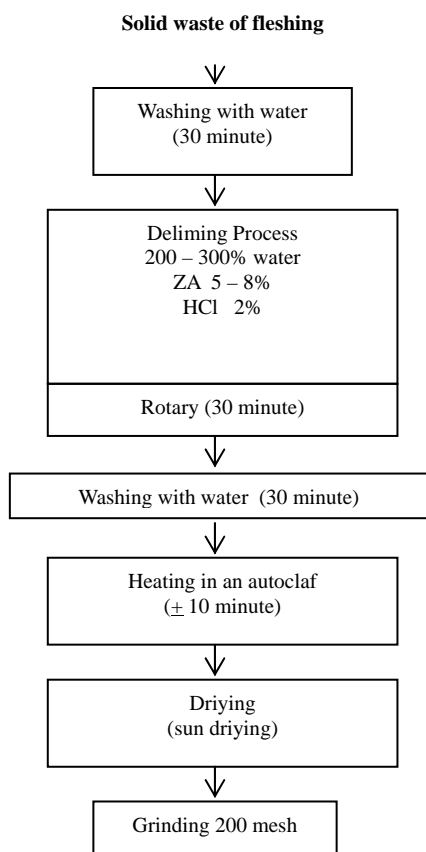 Solid waste of fleshing
Washing with water
(30 minute)
Deliming Process
200 – 300% water
ZA 5 – 8%
HCl 2%
Rotary (30 minute)
Washing with water (30 minute)
Heating in an autoclaf
(± 10 minute)
Driying
(sun driying)
Grinding 200 mesh